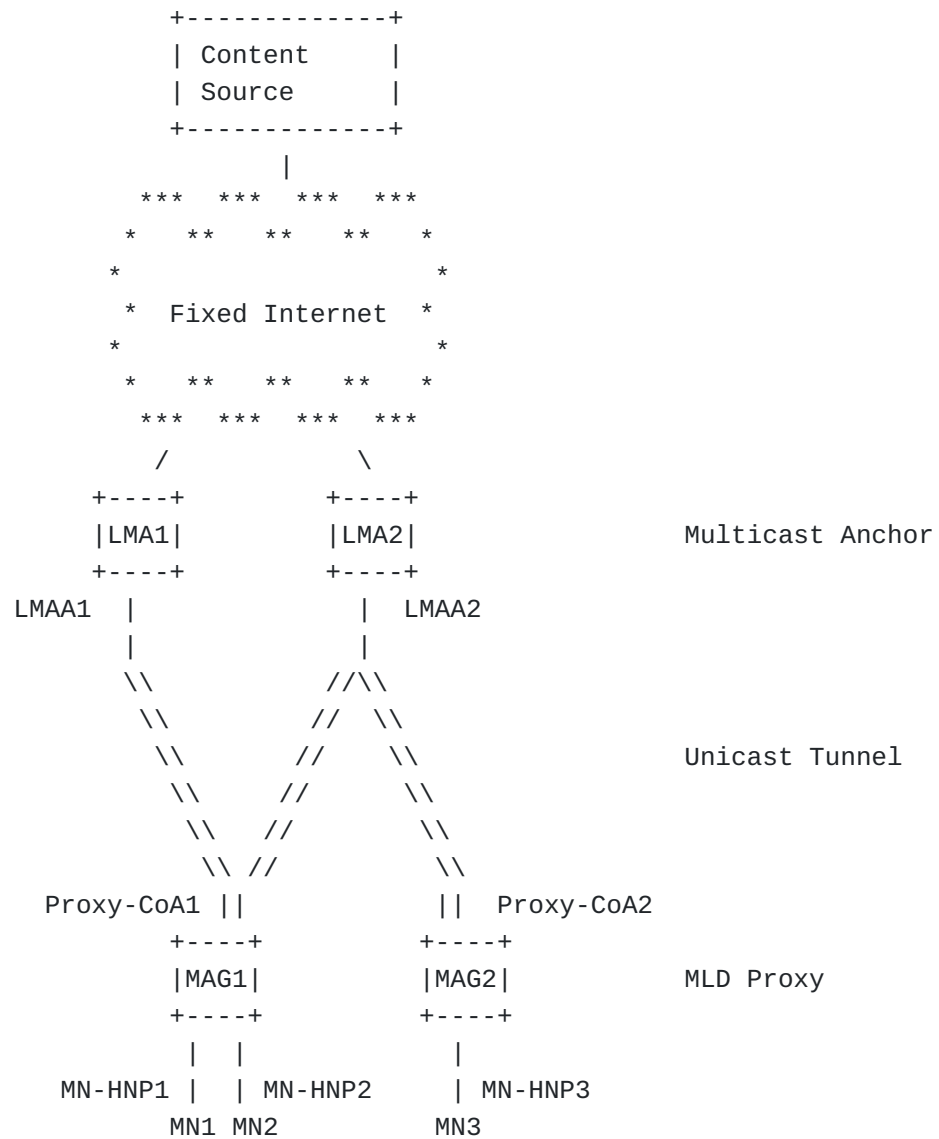 Content
Source
Fixed Internet
LMA1 LMA2 Multicast Anchor
LMAA1 LMAA2
Unicast Tunnel
Proxy-CoA1 Proxy-CoA2
MAG1 MAG2 MLD Proxy
MN-HNP1 MN-HNP2 MN-HNP3
MN1 MN2 MN3